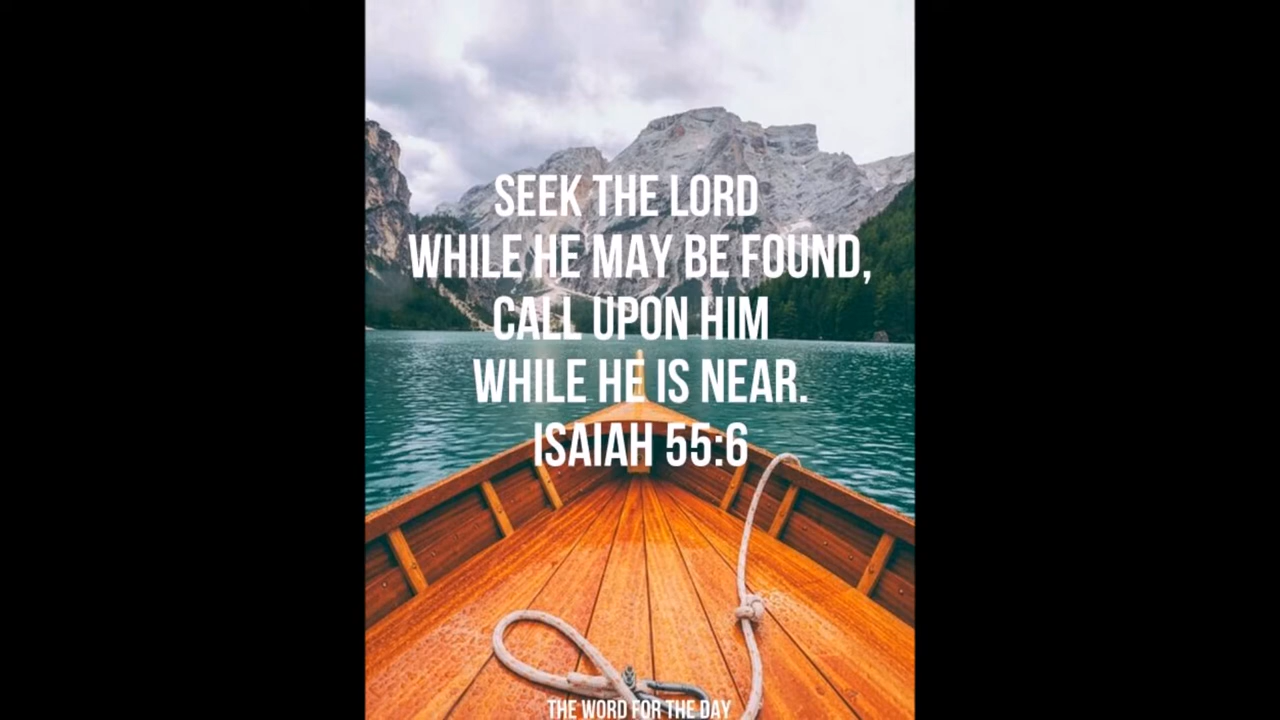 SEEK THE LORD
WHILE HE MAY BE FOUND,
CALL UPON HIM
WHILE HE IS NEAR.
ISAIAH 55:6
THE WORD FOR THE DAY